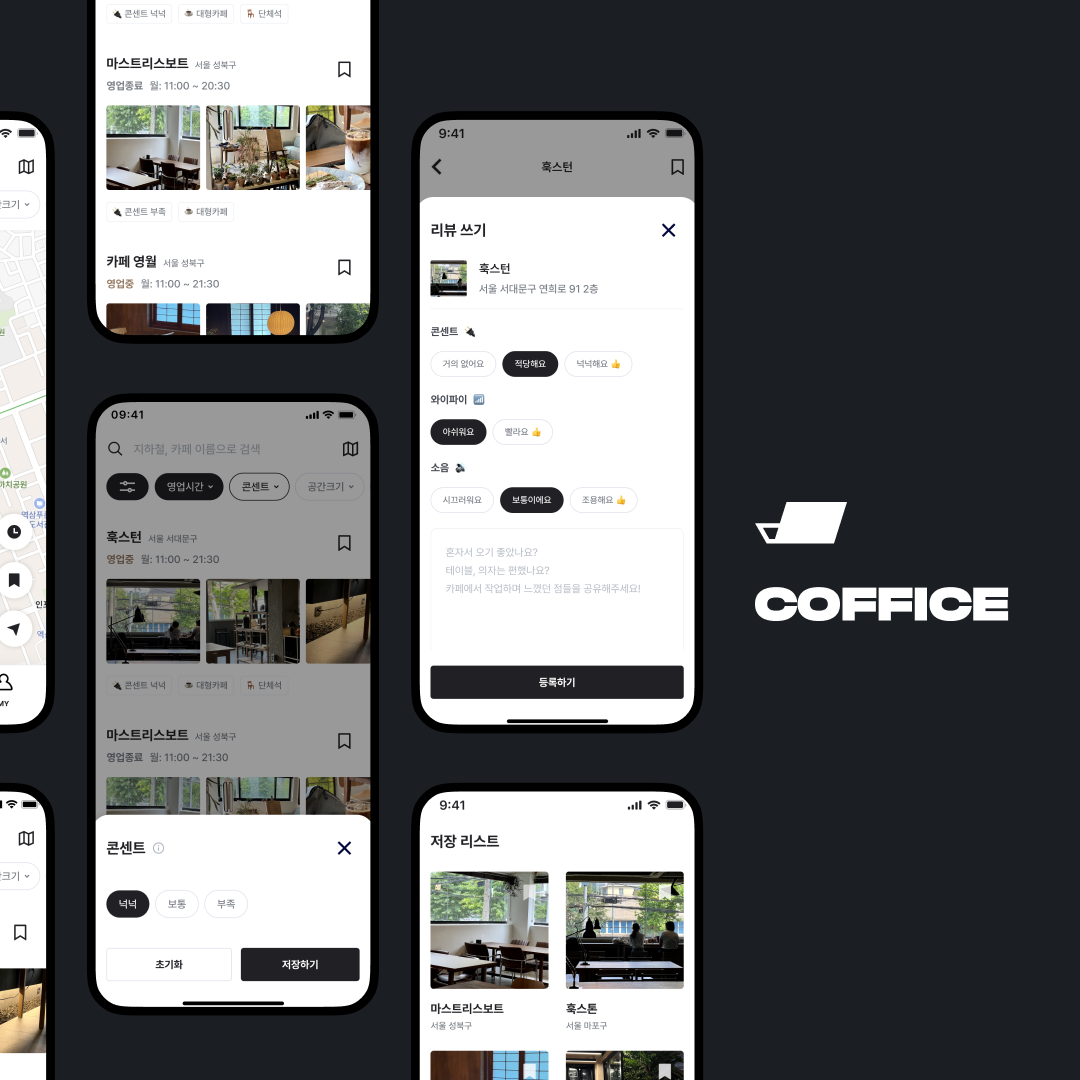 콘센트 넉넉 대형카페 단체석
마스트리스보트 서울 성북구
영업종료 월: 11:00 ~ 20:30
콘센트 부족 대형카페
카페 영월 서울 성북구
영업중 월: 11:00 ~ 21:30
크기
공원
역
MY
크기
09:41
지하철, 카페 이름으로 검색
영업시간 콘센트 공간크기
훅스턴 서울 서대문구
영업중 월: 11:00 ~ 21:30
콘센트 넉넉 대형카페 단체석
마스트리스보트 서울 성북구
영업종료 월: 11:00 ~ 21:30
콘센트
넉넉 보통 부족
초기화 저장하기
9:41
훅스턴
리뷰 쓰기
훅스턴
서울 서대문구 연희로 91 2층
콘센트
거의 없어요 적당해요 넉넉해요
와이파이
아쉬워요 빨라요
소음
시끄러워요 보통이에요 조용해요
혼자서 오기 좋았나요?
테이블, 의자는 편했나요?
카페에서 작업하며 느꼈던 점들을 공유해주세요!
등록하기
9:41
저장 리스트
마스트리스보트
서울 성북구
훅스톤
서울 마포구
COFFICE